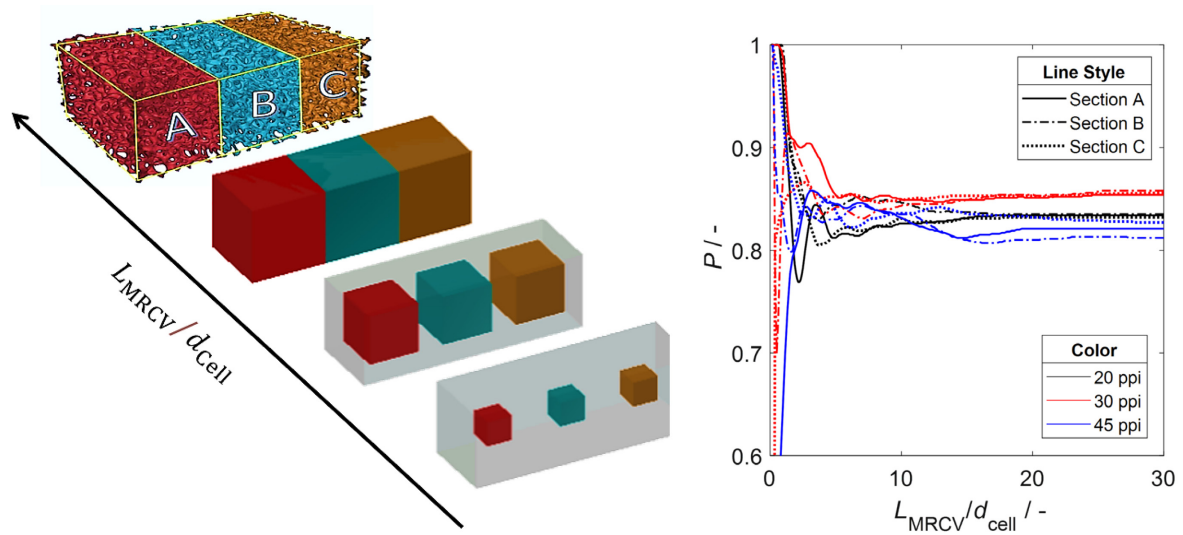 A
B
C
L_MRCV/d_Cell
1
0.9
0.8
0.7
0.6
P / -
Line Style
Section A
Section B
Section C
Color
20 ppi
30 ppi
45 ppi
0
10
20
30
L_MRCV/d_cell / -